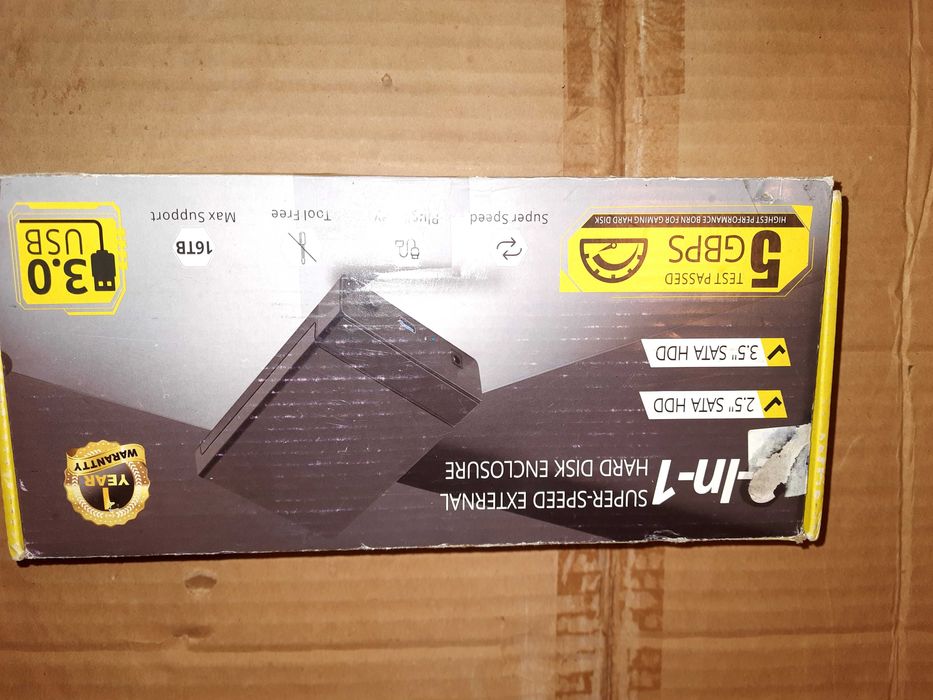 -In-1
SUPER-SPEED EXTERNAL
HARD DISK ENCLOSURE
2.5" SATA HDD
3.5" SATA HDD
1
YEAR
WARANTTY
TEST PASSED
5
GBPS
HIGHEST PERFORMANCE BORN FOR GAMING HARD DISK
Super Speed
Tool Free
16TB
Max Support
3.0
USB